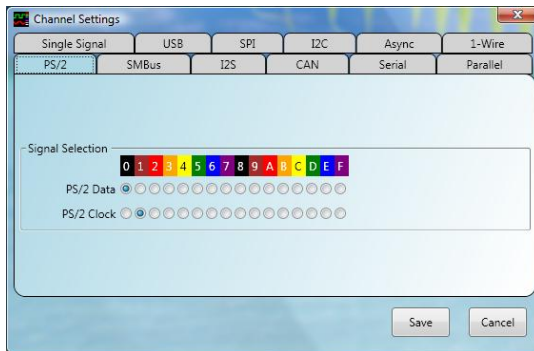 Channel Settings
Single Signal USB SPI I2C Async 1-Wire
PS/2 SMBus I2S CAN Serial Parallel
Signal Selection
0 1 2 3 4 5 6 7 8 9 A B C D E F
PS/2 Data
PS/2 Clock
Save Cancel